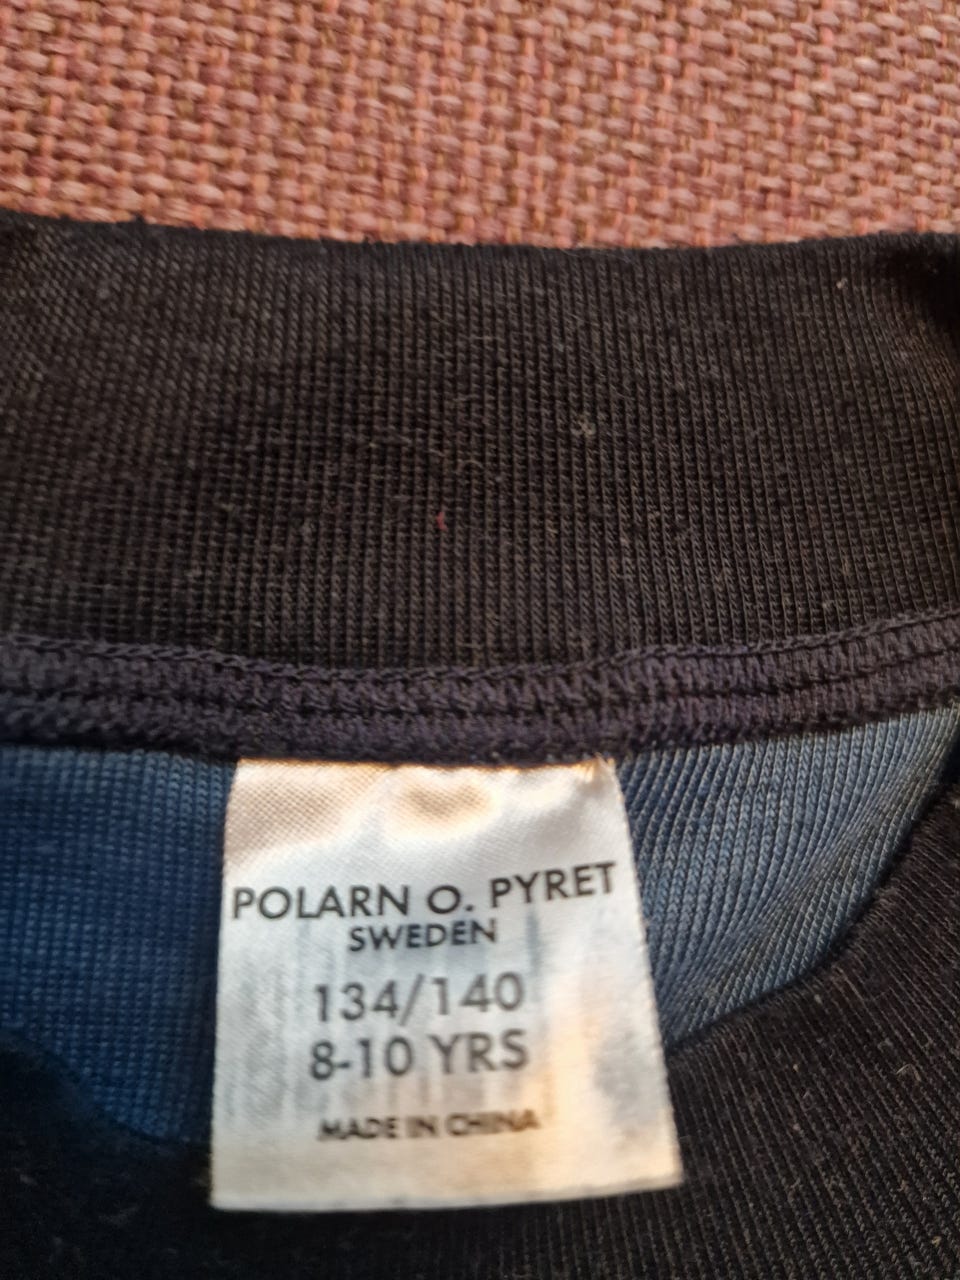 POLARN O. PYRET
SWEDEN
134/140
8-10 YRS
MADE IN CHINA